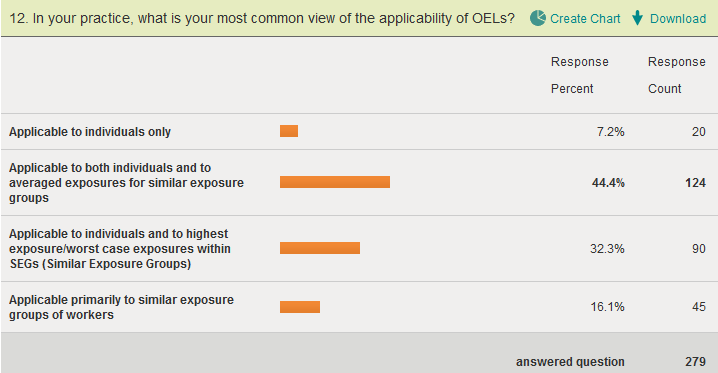 12. In your practice, what is your most common view of the applicability of OELs? Create Chart Download
Response Response
Percent Count
Applicable to individuals only 7.2% 20
Applicable to both individuals and to
averaged exposures for similar exposure 44.4% 124
groups
Applicable to individuals and to highest
exposure/worst case exposures within 32.3% 90
SEGs (Similar Exposure Groups)
Applicable primarily to similar exposure
groups of workers 16.1% 45
answered question 279